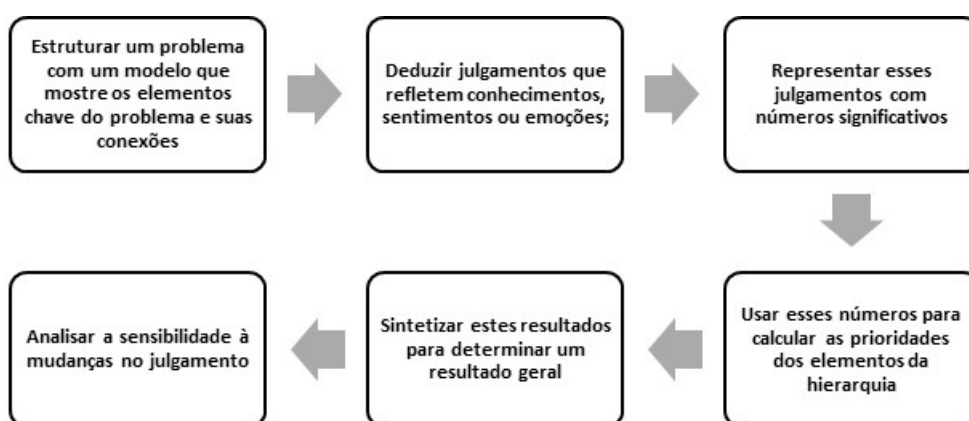 Estruturar um problema
com um modelo que
mostre os elementos
chave do problema e suas
conexões
Deduzir julgamentos que
refletem conhecimentos,
sentimentos ou emoções;
Representar esses
julgamentos com
números significativos
Usar esses números para
calcular as prioridades
dos elementos da
hierarquia
Sintetizar estes resultados
para determinar um
resultado geral
Analisar a sensibilidade à
mudanças no julgamento